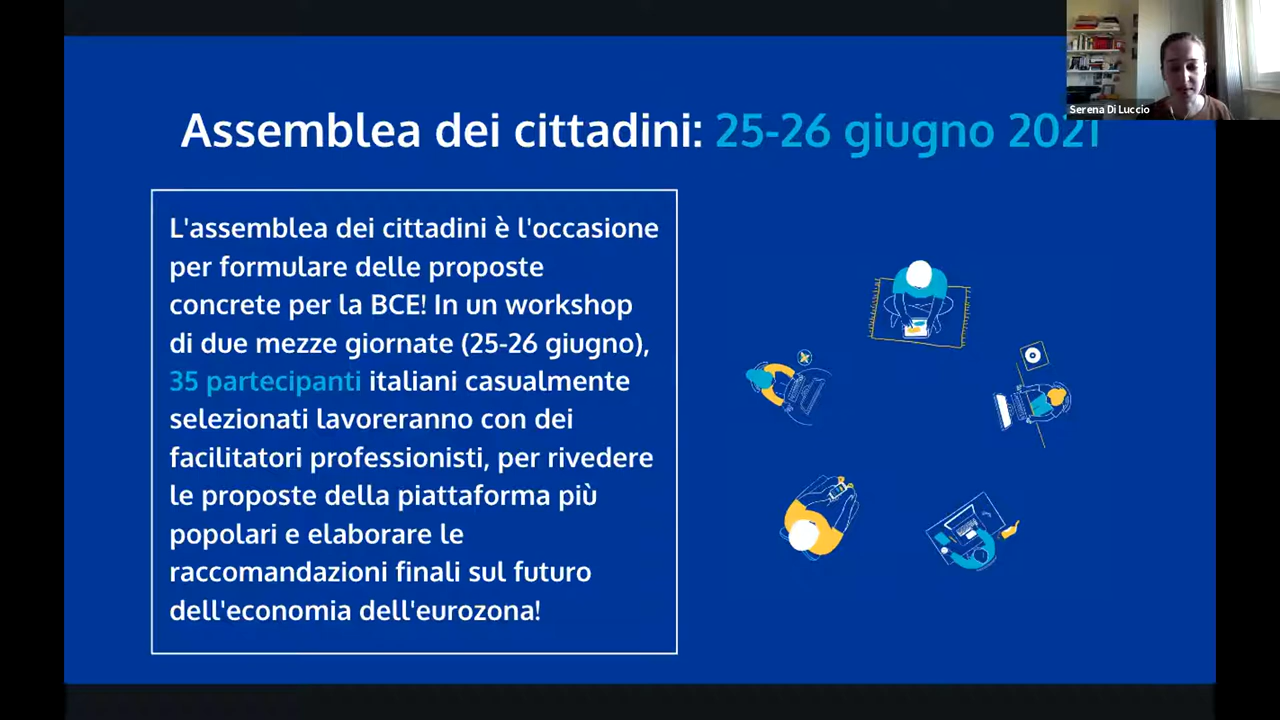 Serena Di Luccio
Assemblea dei cittadini: 25-26 giugno 2021
L'assemblea dei cittadini è l'occasione
per formulare delle proposte
concrete per la BCE! In un workshop
di due mezze giornate (25-26 giugno),
35 partecipanti italiani casualmente
selezionati lavoreranno con dei
facilitatori professionisti, per rivedere
le proposte della piattaforma più
popolari e elaborare le
raccomandazioni finali sul futuro
dell'economia dell'eurozona!